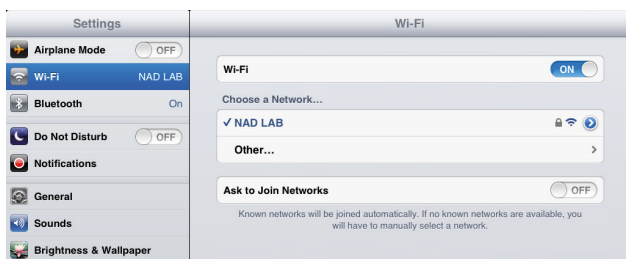 Settings
Airplane Mode OFF
Wi-Fi NAD LAB
Bluetooth On
Do Not Disturb OFF
Notifications
General
Sounds
Brightness & Wallpaper
Wi-Fi
Wi-Fi ON
Choose a Network...
✓ NAD LAB
Other...
Ask to Join Networks OFF
Known networks will be joined automatically. If no known networks are available, you
will have to manually select a network.